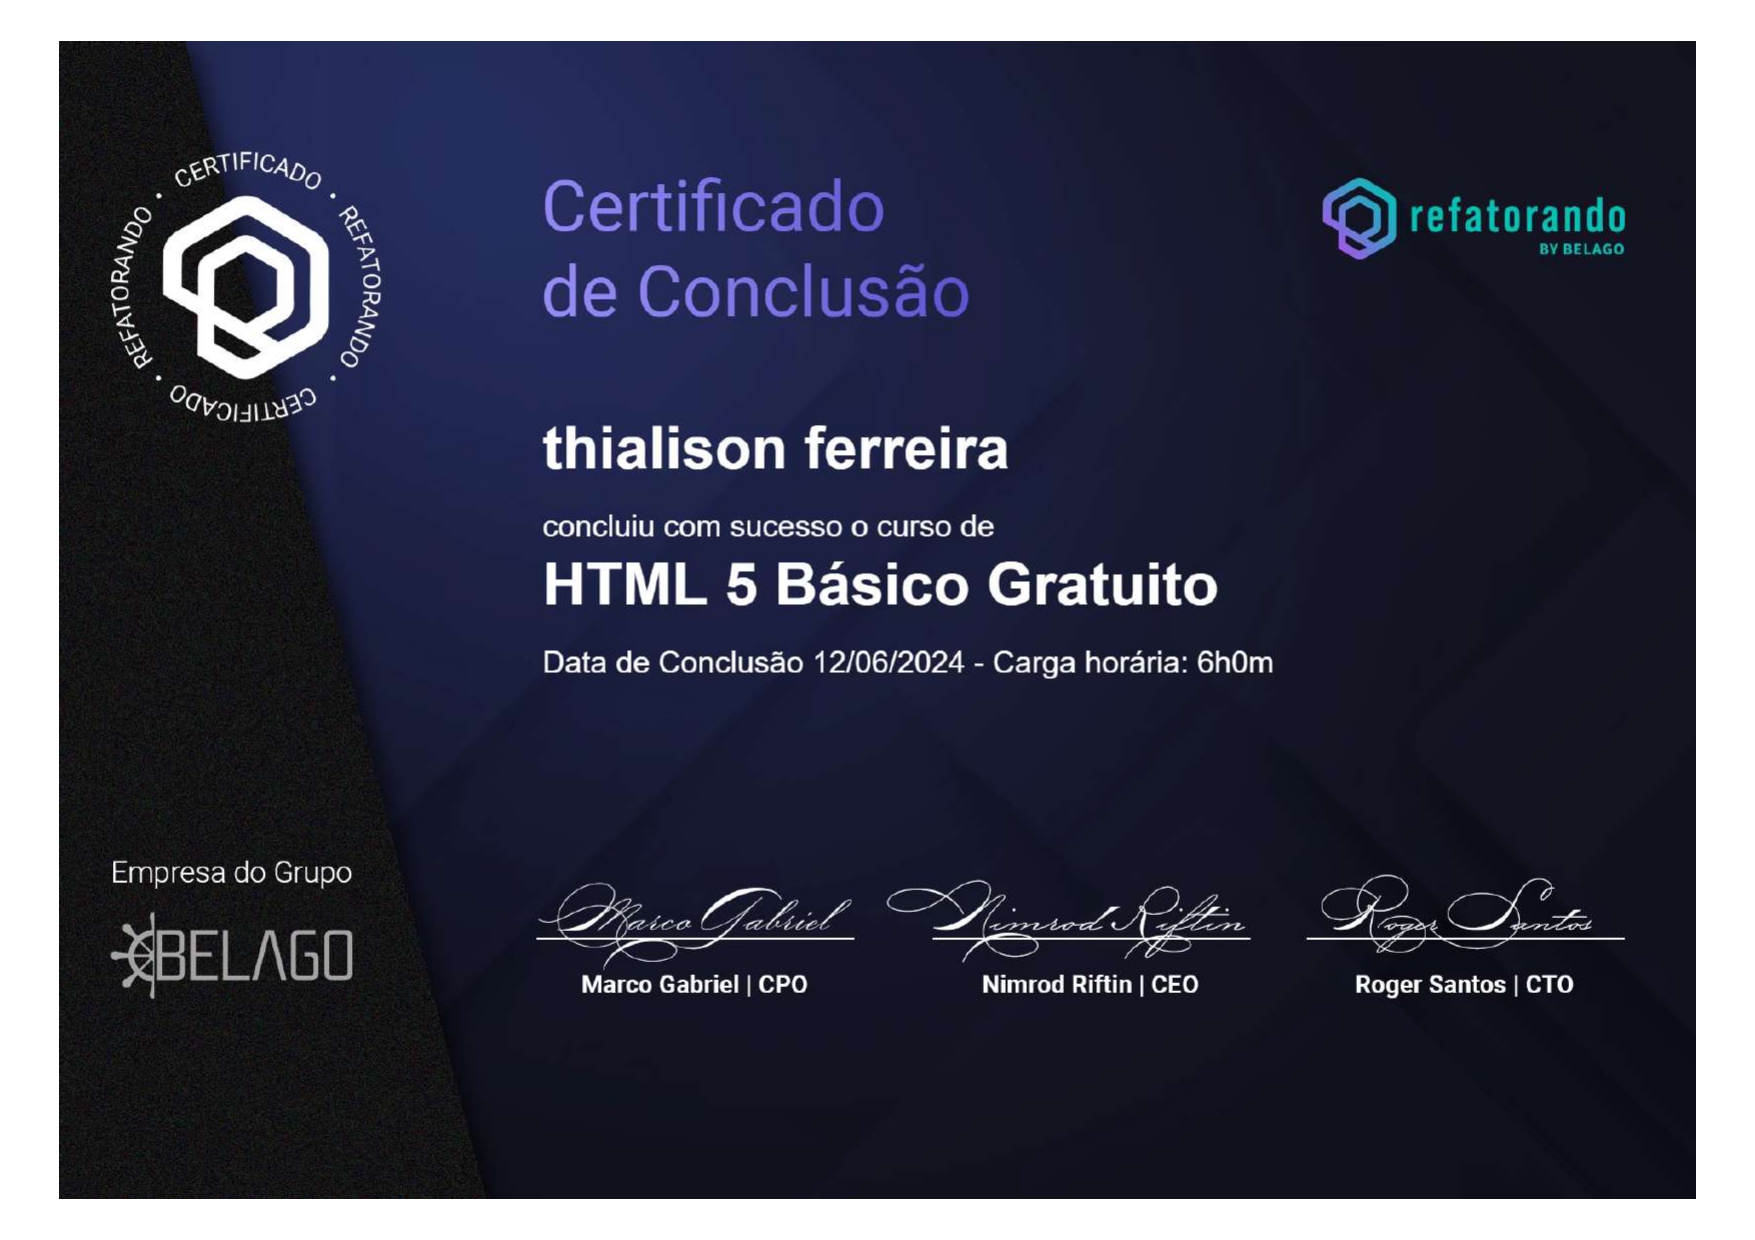 CERTIFICADO · REFATORANDO · CERTIFICADO · REFATORANDO ·
Certificado
de Conclusão
refatorando
BY BELAGO
thialison ferreira
concluiu com sucesso o curso de
HTML 5 Básico Gratuito
Data de Conclusão 12/06/2024 - Carga horária: 6h0m
Empresa do Grupo
BELAGO
Marco Gabriel
Nimrod Riftin
Roger Santos
Marco Gabriel | CPO
Nimrod Riftin | CEO
Roger Santos | CTO